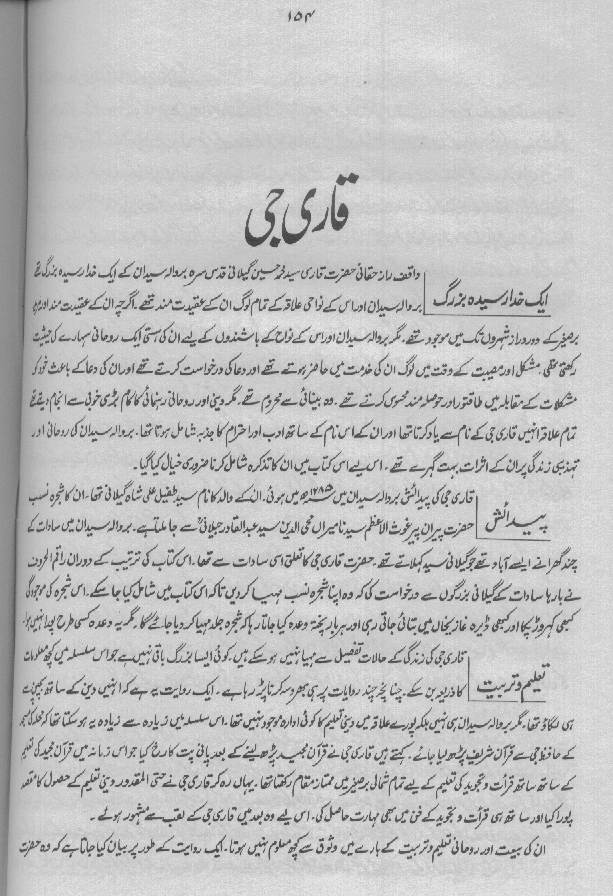 ۱۵۴
قاری جی
ایک خدا رسیدہ بزرگ
واقف راز حقانی حضرت قاری سید محمد حسین گیلانی قدس سرہ بروالہ سیدان کے ایک خدا رسیدہ بزرگ تھے
بروالہ سیدان اور اس کے نواحی علاقہ کے تمام لوگ ان کے عقیدت مند تھے۔ اگرچہ ان کے عقیدت مند اور مرید
برصغیر کے دور دراز شہروں تک میں موجود تھے۔ مگر بروالہ سیدان اور اس کے نواح کے باشندوں کے لیے ان کی ہستی ایک روحانی سہارے کی حیثیت
رکھتی تھی۔ مشکل اور مصیبت کے وقت میں لوگ ان کی خدمت میں حاضر ہوتے تھے اور دعا کی درخواست کرتے تھے اور ان کی دعا کے باعث خود کو
مشکلات کے مقابلہ میں طاقتور اور حوصلہ مند محسوس کرتے تھے۔ وہ بینائی سے محروم تھے۔ مگر دینی اور روحانی رہنمائی کا کام بڑی خوبی سے انجام دیتے تھے
تمام علاقہ انہیں قاری جی کے نام سے یاد کرتا تھا اور ان کے اس نام کے ساتھ ادب اور احترام کا جذبہ شامل ہوتا تھا۔ بروالہ سیدان کی روحانی اور
تہذیبی زندگی پر ان کے اثرات بہت گہرے تھے۔ اس لیے اس کتاب میں ان کا تذکرہ شامل کرنا ضروری خیال کیا گیا۔
پیدائش
قاری جی کی پیدائش بروالہ سیدان میں ۱۲۸۵ھ میں ہوئی۔ ان کے والد کا نام سید طفیل علی شاہ گیلانی تھا۔ ان کا شجرہ نسب
حضرت پیران پیر غوث الاعظم سیدنا میراں محی الدین سید عبدالقادر جیلانیؒ سے جا ملتا ہے۔ بروالہ سیدان میں سادات کے
چند گھرانے ایسے آباد تھے جو گیلانی سید کہلاتے تھے۔ حضرت قاری جی کا تعلق اسی سادات سے تھا۔ اس کتاب کی ترتیب کے دوران راقم الحروف
نے بارہا سادات کے گیلانی بزرگوں سے درخواست کی کہ وہ اپنا شجرہ نسب مہیا کر دیں تاکہ اس کتاب میں شامل کیا جا سکے۔ اس شجرہ کی موجودگی
کبھی کہروڑ پکا اور کبھی ڈیرہ غازیخاں میں بتائی جاتی رہی اور ہر بار پختہ وعدہ کیا جاتا رہا کہ شجرہ جلد مہیا کر دیا جائے گا۔ مگر یہ وعدہ کسی طرح پورا نہیں ہوا
تعلیم و تربیت
قاری جی کی زندگی کے حالات تفصیل سے مہیا نہیں ہو سکے ہیں۔ کوئی ایسا بزرگ باقی نہیں ہے جو اس سلسلہ میں کچھ معلومات
کا ذریعہ بن سکے۔ چنانچہ چند روایات پر ہی بھروسہ کرنا پڑ رہا ہے۔ ایک روایت یہ ہے کہ انہیں دین کے ساتھ بچپن سے
ہی لگاؤ تھا۔ مگر بروالہ سیدان ہی نہیں بلکہ پورے علاقہ میں دینی تعلیم کا کوئی ادارہ موجود نہیں تھا۔ اس سلسلہ میں زیادہ سے زیادہ یہ ہو سکتا تھا کہ محلہ کی مسجد
کے حافظ جی سے قرآن شریف پڑھ لیا جائے۔ کہتے ہیں قاری جی نے قرآن مجید پڑھ لینے کے بعد پانی پت کا رخ کیا جو اس زمانہ میں قرآن مجید کی تعلیم
کے ساتھ ساتھ قرأت و تجوید کی تعلیم کے لیے تمام شمالی برصغیر میں ممتاز مقام رکھتا تھا۔ یہاں رہ کر قاری جی نے حتی المقدور دینی تعلیم کے حصول کا مقصد
پورا کیا اور ساتھ ہی قرأت و تجوید کے فن میں بھی مہارت حاصل کی۔ اس لیے وہ بعد میں قاری جی کے لقب سے مشہور ہوئے۔
ان کی بیعت اور روحانی تعلیم و تربیت کے بارے میں وثوق سے کچھ معلوم نہیں ہوتا۔ ایک روایت کے طور پر بیان کیا جاتا ہے کہ وہ حضرت